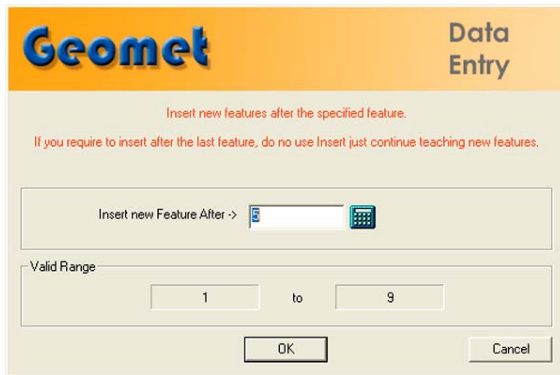 Geomet
Data
Entry
Insert new features after the specified feature.
If you require to insert after the last feature, do no use Insert just continue teaching new features.
Insert new Feature After -> 5
Valid Range
1 to 9
OK Cancel